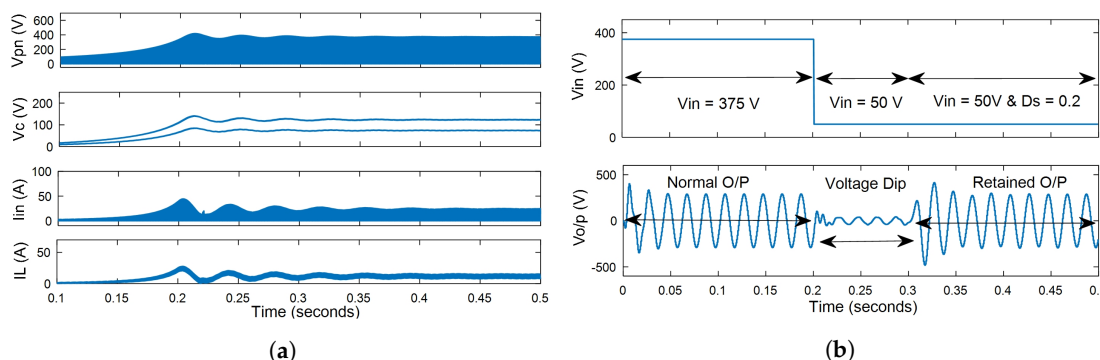 Vpn (V)
600
400
200
0
Vc (V)
200
100
0
Iin (A)
100
50
0
IL (A)
50
0
0.1 0.15 0.2 0.25 0.3 0.35 0.4 0.45 0.5
Time (seconds)
(a)
Vin (V)
400
200
0
Vin = 375 V
Vin = 50 V
Vin = 50V & Ds = 0.2
Vo/p (V)
500
0
-500
Normal O/P
Voltage Dip
Retained O/P
0 0.05 0.1 0.15 0.2 0.25 0.3 0.35 0.4 0.45
Time (seconds)
(b)